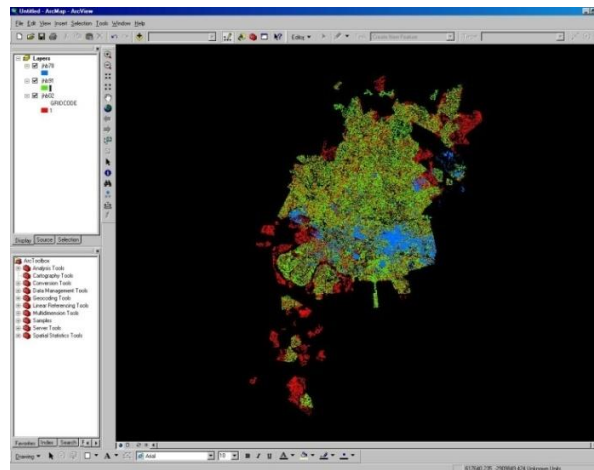 Untitled - ArcMap - ArcView
File Edit View Insert Selection Tools Window Help
Editor
Create New Feature
Layers
GRIDCODE
1
Display Source Selection
ArcToolbox
Analysis Tools
Cartography Tools
Conversion Tools
Data Management Tools
Geocoding Tools
Linear Referencing Tools
Multidimension Tools
Samples
Server Tools
Spatial Statistics Tools
Favorites Index Search
Drawing
Arial
10
B I U A
Unknown Units